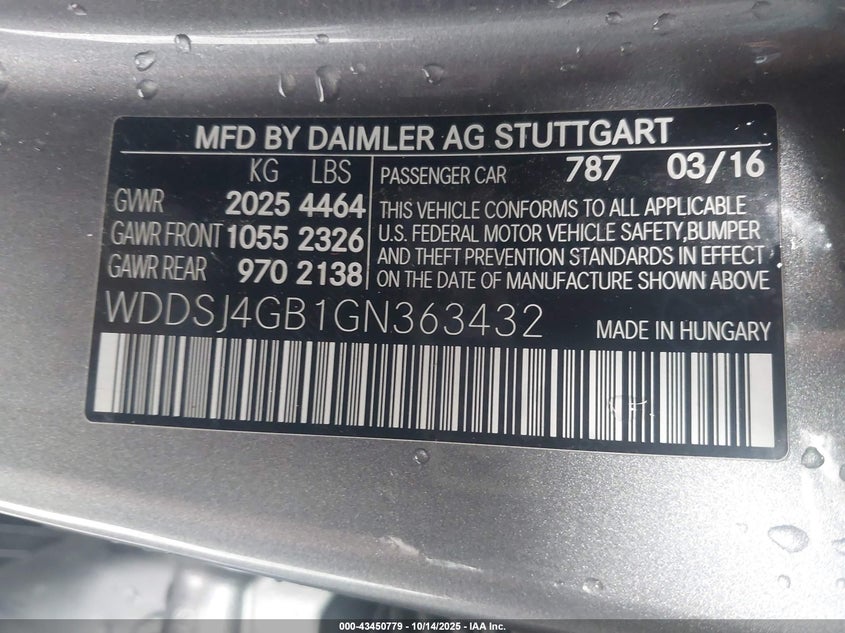 MFD BY DAIMLER AG STUTTGART
KG LBS
GVWR 2025 4464
GAWR FRONT 1055 2326
GAWR REAR 970 2138
PASSENGER CAR 787 03/16
THIS VEHICLE CONFORMS TO ALL APPLICABLE
U.S. FEDERAL MOTOR VEHICLE SAFETY,BUMPER
AND THEFT PREVENTION STANDARDS IN EFFECT
ON THE DATE OF MANUFACTURE SHOWN ABOVE
WDDSJ4GB1GN363432
MADE IN HUNGARY
000-43450779 - 10/14/2025 - IAA Inc.